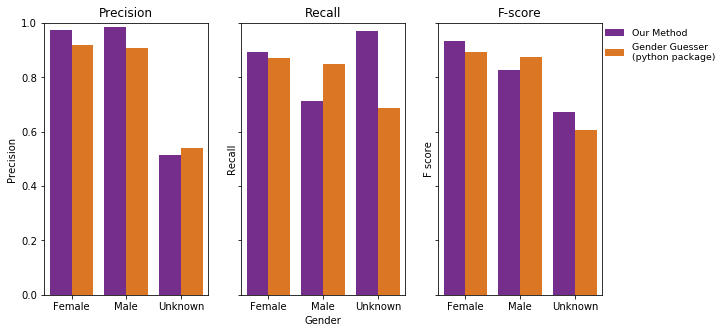 Precision
Recall
F-score
1.0
0.8
0.6
0.4
0.2
0.0
Precision
Recall
F score
Female Male Unknown
Female Male Unknown
Female Male Unknown
Gender
Our Method
Gender Guesser
(python package)